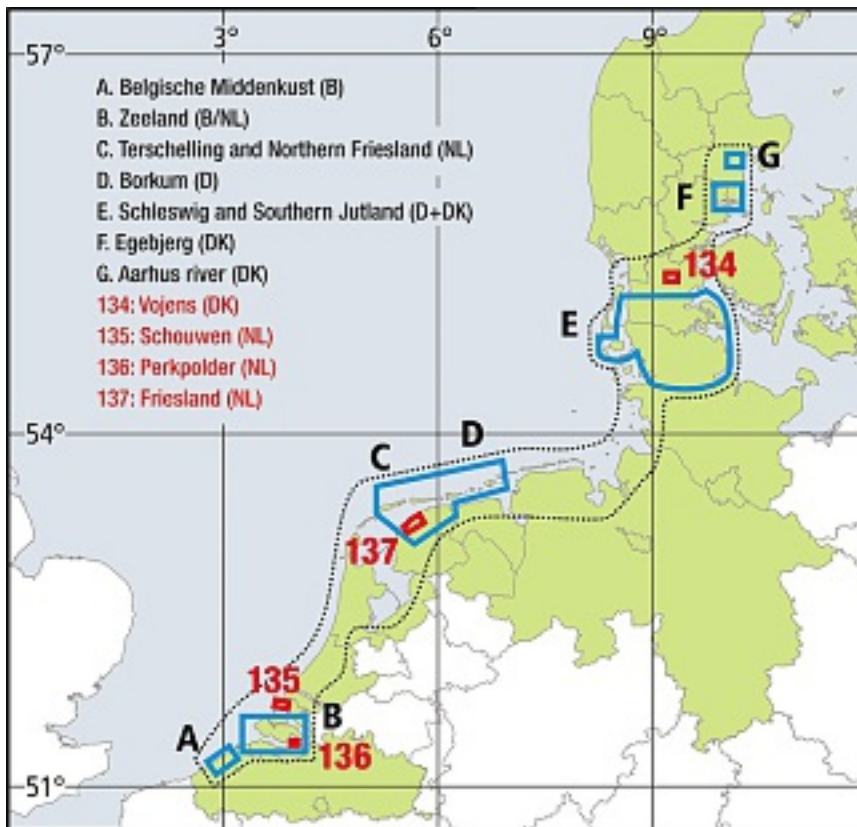 3° 6° 9°
57°
A. Belgische Middenkust (B)
B. Zeeland (B/NL)
C. Terschelling and Northern Friesland (NL)
D. Borkum (D)
E. Schleswig and Southern Jutland (D+DK)
F. Egebjerg (DK)
G. Aarhus river (DK)
134: Vojens (DK)
135: Schouwen (NL)
136: Perkpolder (NL)
137: Friesland (NL)
G
F
134
E
54°
D
C
137
135
B
A
136
51°